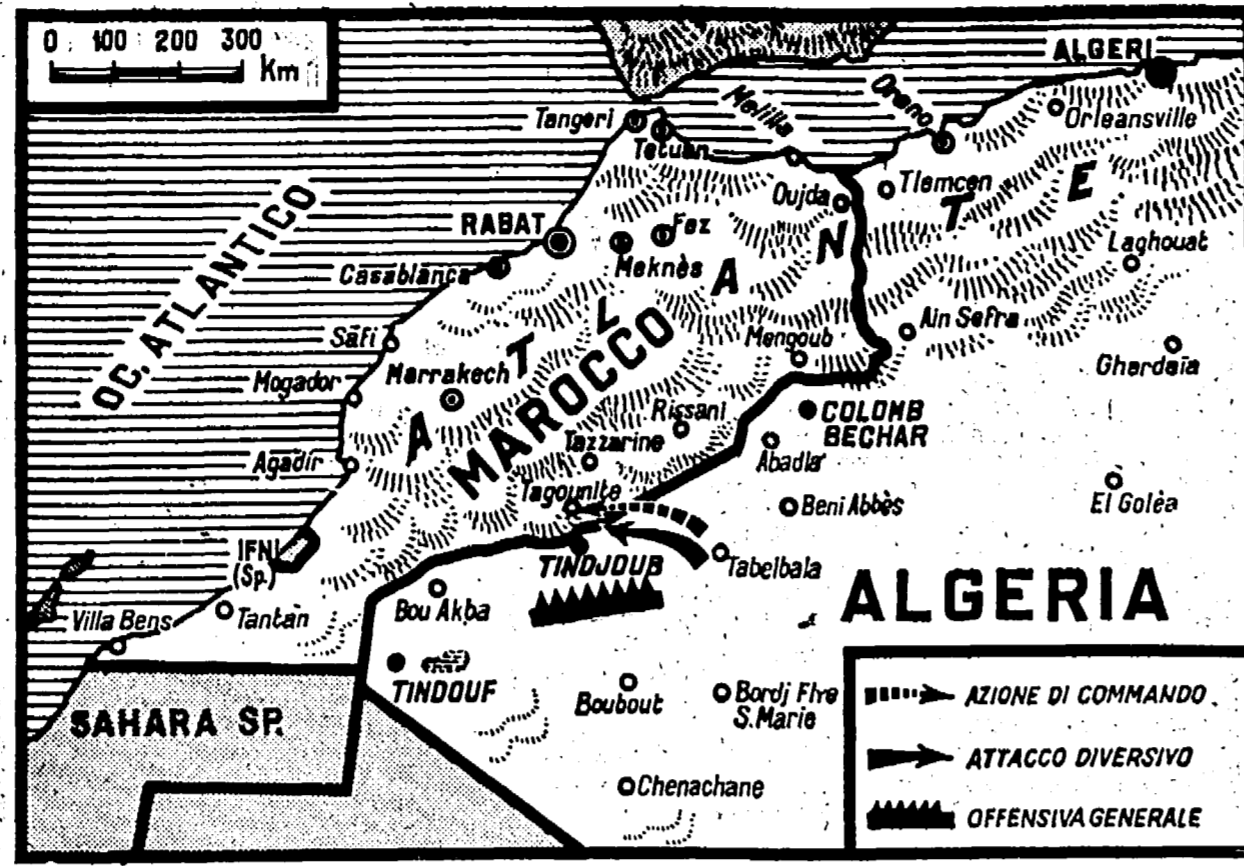 0 100 200 300
Km
ALGERI
Orleansville
Orano
Melilla
Tangeri
Tetuan
Oujda
Tlemcen
ATLANTE
Laghouat
RABAT
Fez
Meknès
Casablanca
OC. ATLANTICO
Safi
Mengoub
Ain Sefra
Gherdaïa
Mogador
Marrakech
MAROCCO
Rissani
COLOMB
BECHAR
Tazzarine
Abadla
Agadir
Tagounite
Beni Abbès
El Golèa
IFNI
(Sp.)
TINDJOUB
Tabelbala
ALGERIA
Villa Bens
Tantan
Bou Akba
TINDOUF
Boubout
Bordj Flye
S. Marie
SAHARA SP.
Chenachane
AZIONE DI COMMANDO
ATTACCO DIVERSIVO
OFFENSIVA GENERALE